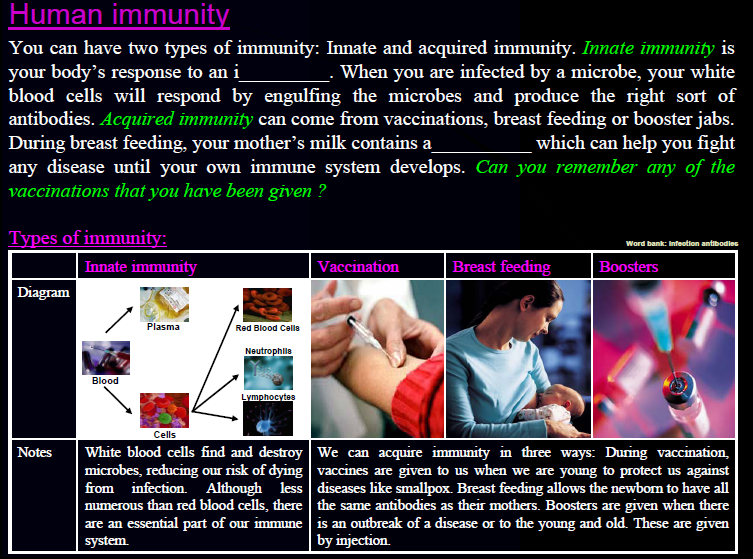 Human immunity
You can have two types of immunity: Innate and acquired immunity. Innate immunity is
your body's response to an i_________. When you are infected by a microbe, your white
blood cells will respond by engulfing the microbes and produce the right sort of
antibodies. Acquired immunity can come from vaccinations, breast feeding or booster jabs.
During breast feeding, your mother's milk contains a__________ which can help you fight
any disease until your own immune system develops. Can you remember any of the
vaccinations that you have been given ?
Types of immunity:
Word bank: Infection antibodies
Innate immunity
Vaccination
Breast feeding
Boosters
Diagram
Plasma
Red Blood Cells
Neutrophils
Blood
Lymphocytes
Cells
Notes
White blood cells find and destroy
microbes, reducing our risk of dying
from infection. Although less
numerous than red blood cells, there
are an essential part of our immune
system.
We can acquire immunity in three ways: During vaccination,
vaccines are given to us when we are young to protect us against
diseases like smallpox. Breast feeding allows the newborn to have all
the same antibodies as their mothers. Boosters are given when there
is an outbreak of a disease or to the young and old. These are given
by injection.